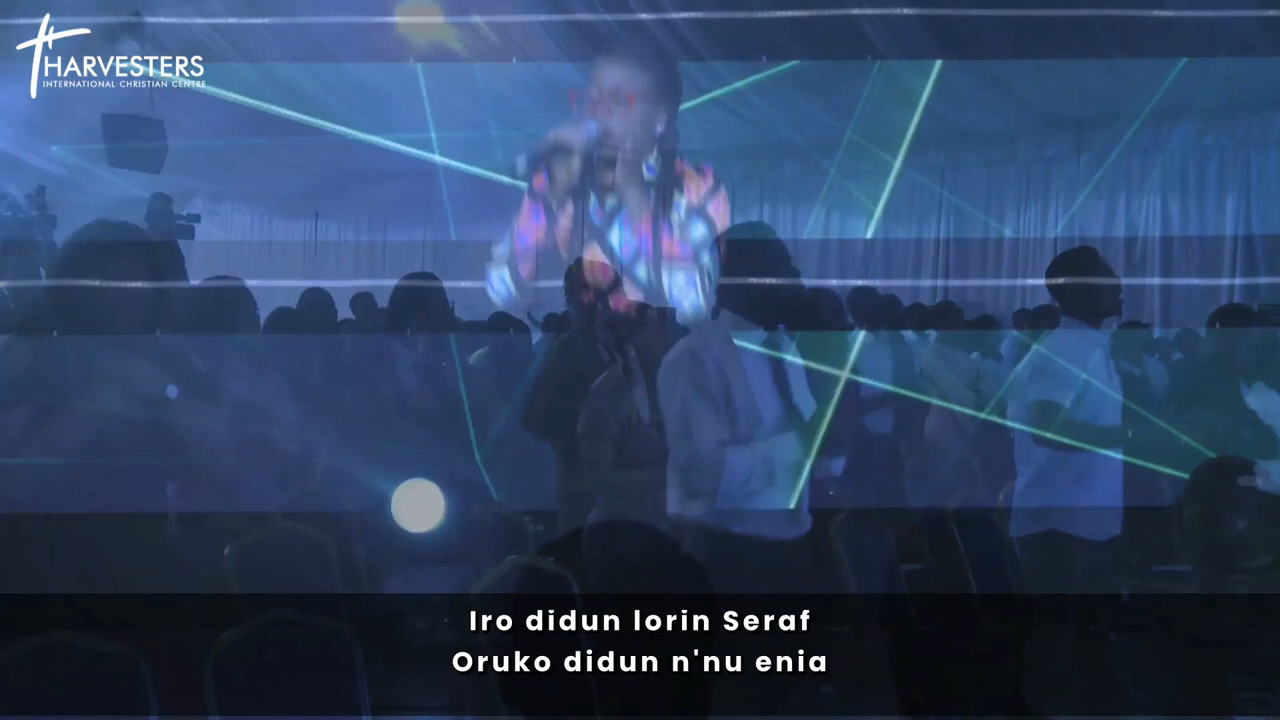 HARVESTERS
INTERNATIONAL CHRISTIAN CENTRE
Iro didun lorin Seraf
Oruko didun n'nu enia